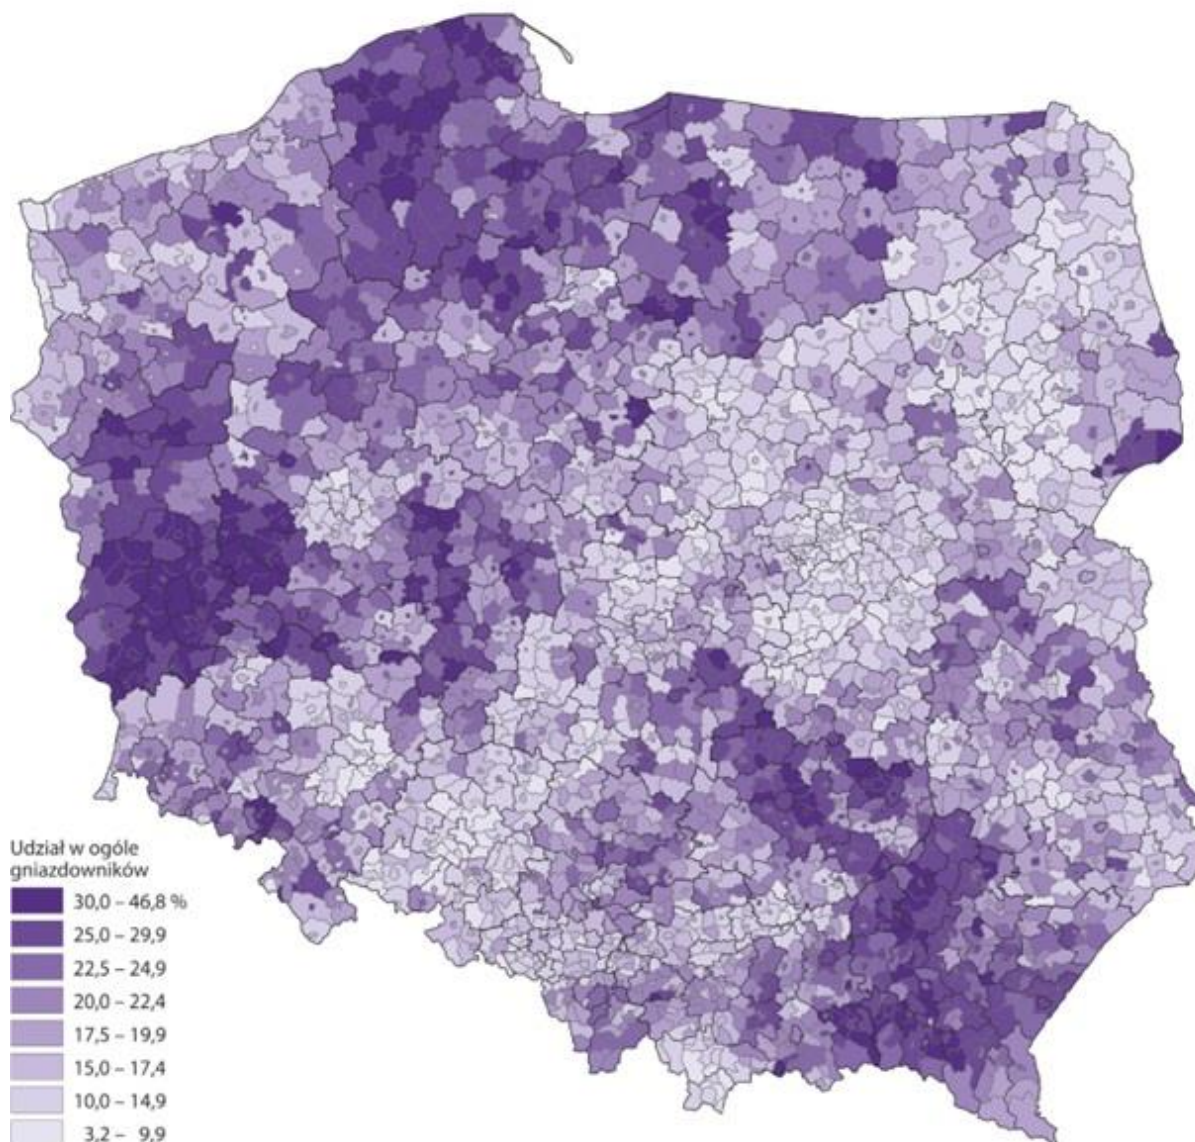 Udział w ogóle
gniazdowników
30,0 – 46,8 %
25,0 – 29,9
22,5 – 24,9
20,0 – 22,4
17,5 – 19,9
15,0 – 17,4
10,0 – 14,9
3,2 – 9,9